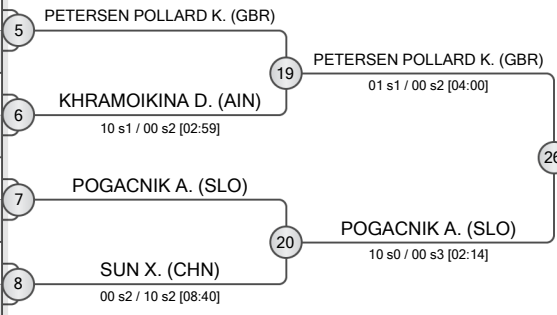 PETERSEN POLLARD K. (GBR)
5
19
PETERSEN POLLARD K. (GBR)
01 s1 / 00 s2 [04:00]
KHRAMOIKINA D. (AIN)
6
10 s1 / 00 s2 [02:59]
26
POGACNIK A. (SLO)
7
20
POGACNIK A. (SLO)
10 s0 / 00 s3 [02:14]
SUN X. (CHN)
8
00 s2 / 10 s2 [08:40]